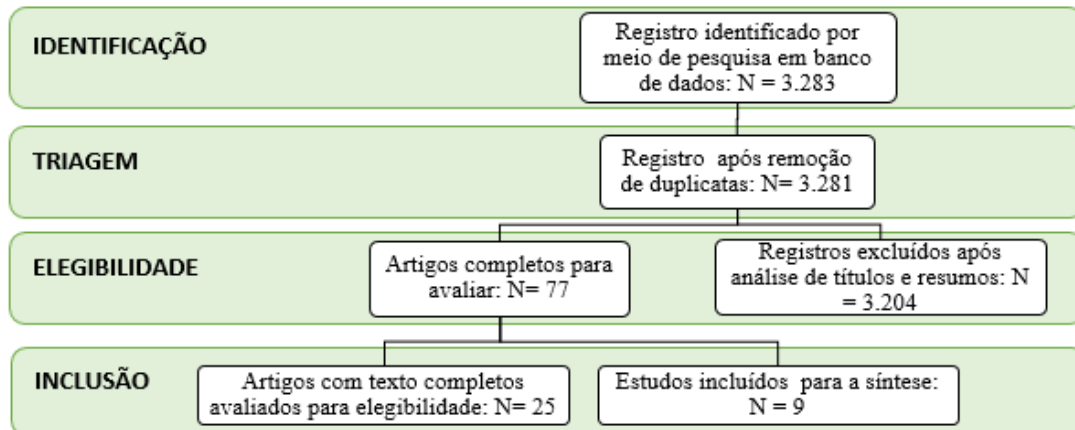 IDENTIFICAÇÃO
Registro identificado por
meio de pesquisa em banco
de dados: N = 3.283
TRIAGEM
Registro após remoção
de duplicatas: N= 3.281
ELEGIBILIDADE
Artigos completos para
avaliar: N= 77
Registros excluídos após
análise de títulos e resumos: N
= 3.204
INCLUSÃO
Artigos com texto completos
avaliados para elegibilidade: N= 25
Estudos incluídos para a síntese:
N = 9